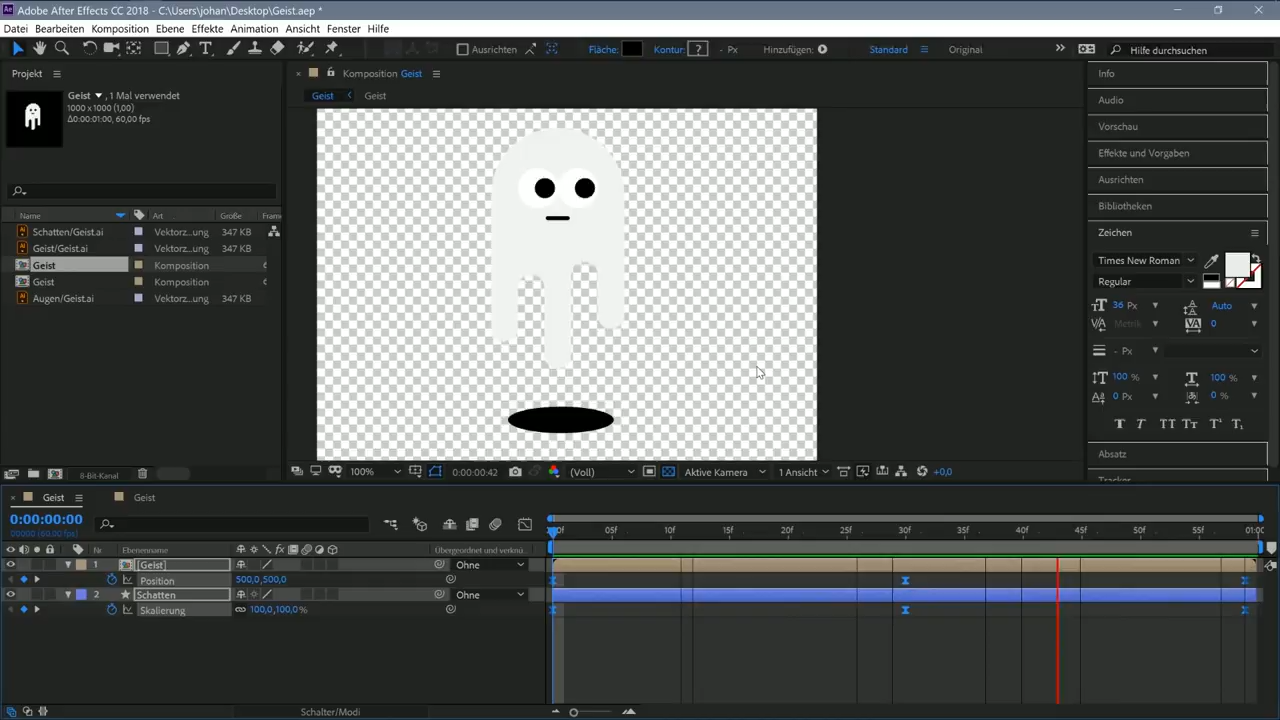 Adobe After Effects CC 2018 - C:\Users\johan\Desktop\Geist.aep *
Datei Bearbeiten Komposition Ebene Effekte Animation Ansicht Fenster Hilfe
Ausrichten Fläche: Kontur: ? - Px Hinzufügen: Standard Original Hilfe durchsuchen
Projekt
Geist , 1 Mal verwendet
1000 x 1000 (1,00)
Δ0:00:01:00, 60,00 fps
Name Art Größe Frame
Schatten/Geist.ai Vektorz...ung 347 KB
Geist/Geist.ai Vektorz...ung 347 KB
Geist Komposition
Geist Komposition
Augen/Geist.ai Vektorz...ung 347 KB
8-Bit-Kanal
Komposition Geist
Geist Geist
100% 0:00:00:42 (Voll) Aktive Kamera 1 Ansicht +0,0
Info
Audio
Vorschau
Effekte und Vorgaben
Ausrichten
Bibliotheken
Zeichen
Times New Roman
Regular
36 Px Auto
Metrik 0
- Px
100 % 100 %
0 Px 0 %
T T TT Tт T¹ T₁
Absatz
Tracker
Geist Geist
0:00:00:00
00000 (60,00 fps)
Nr. Ebenenname Übergeordnet und verknü
05f 10f 15f 20f 25f 30f 35f 40f 45f 50f 55f 01:00
1 [Geist] Ohne
Position 500,0,500,0
2 Schatten Ohne
Skalierung 100,0,100,0 %
Schalter/Modi